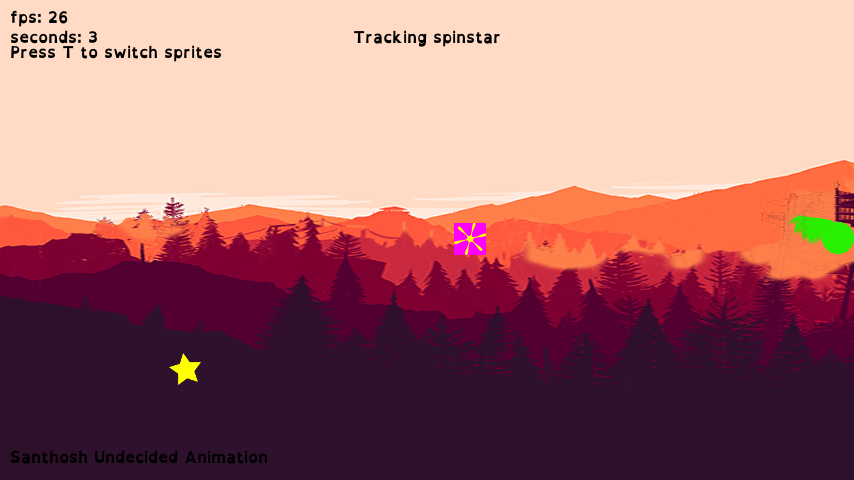 fps: 26
seconds: 3
Press T to switch sprites
Tracking spinstar
Santhosh Undecided Animation